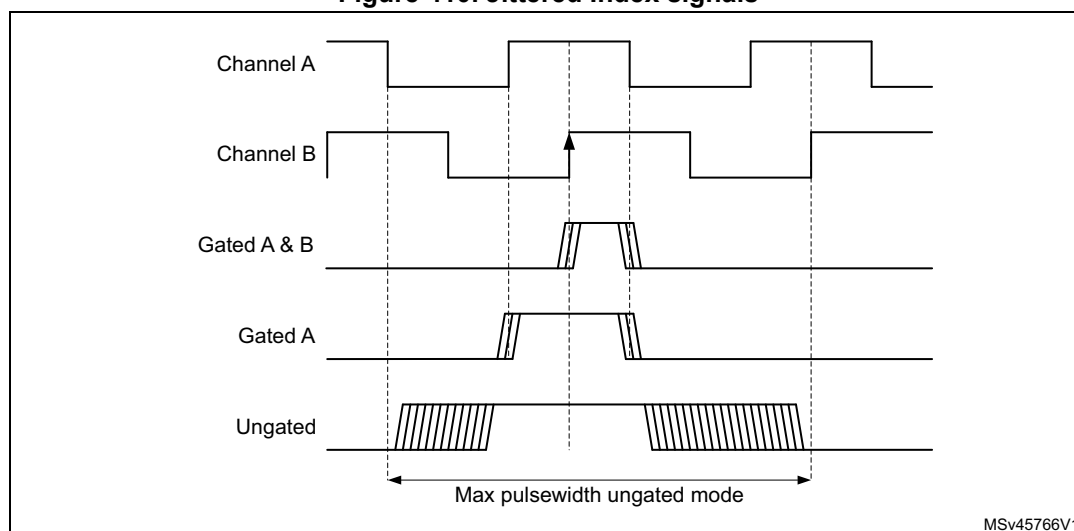 Channel A
Channel B
Gated A & B
Gated A
Ungated
Max pulsewidth ungated mode